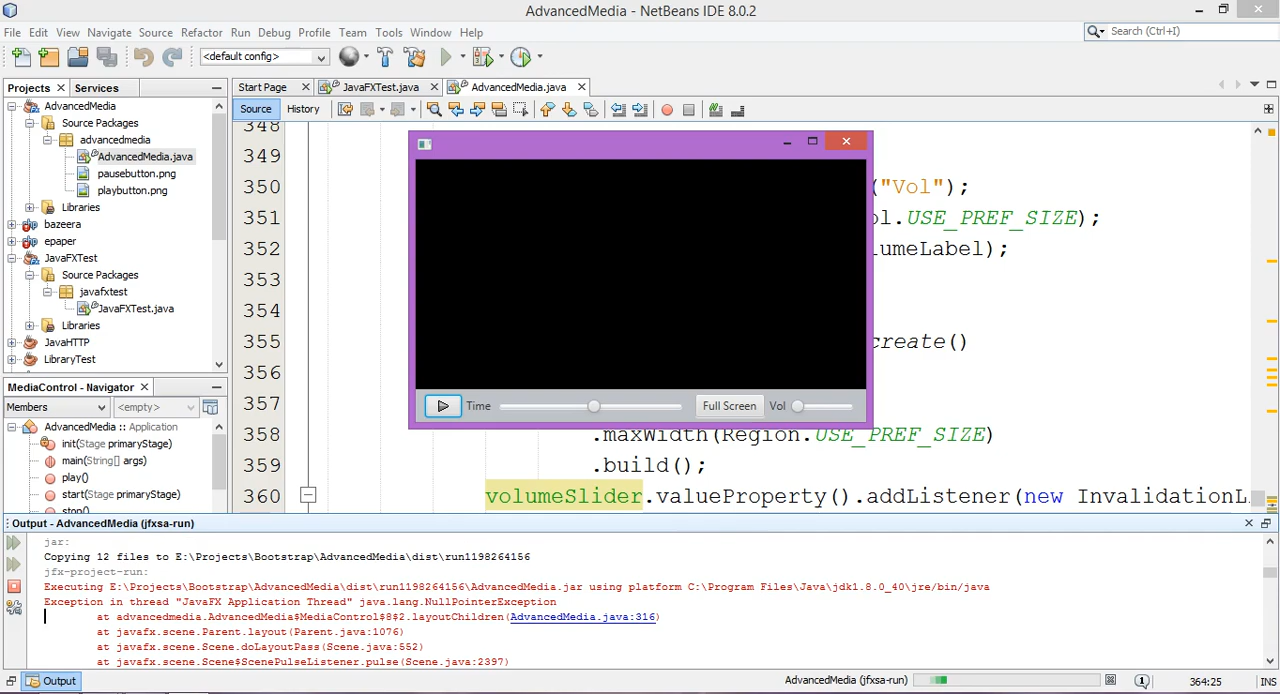 AdvancedMedia - NetBeans IDE 8.0.2
File Edit View Navigate Source Refactor Run Debug Profile Team Tools Window Help
Search (Ctrl+I)
<default config>
Projects
Services
Start Page
JavaFXTest.java
AdvancedMedia.java
Source
History
AdvancedMedia
Source Packages
advancedmedia
AdvancedMedia.java
pausebutton.png
playbutton.png
Libraries
bazeera
epaper
JavaFXTest
Source Packages
javafxtest
JavaFXTest.java
Libraries
JavaHTTP
LibraryTest
MediaControl - Navigator
Members
<empty>
AdvancedMedia :: Application
init(Stage primaryStage)
main(String[] args)
play()
start(Stage primaryStage)
stop()
348
349
350 ("Vol");
351 ol.USE_PREF_SIZE);
352 lumeLabel);
353
354
355 create()
356
357
358 .maxWidth(Region.USE_PREF_SIZE)
359 .build();
360 volumeSlider.valueProperty().addListener(new InvalidationL
Time
Full Screen
Vol
Output - AdvancedMedia (jfxsa-run)
jar:
Copying 12 files to E:\Projects\Bootstrap\AdvancedMedia\dist\run1198264156
jfx-project-run:
Executing E:\Projects\Bootstrap\AdvancedMedia\dist\run1198264156\AdvancedMedia.jar using platform C:\Program Files\Java\jdk1.8.0_40\jre/bin/java
Exception in thread "JavaFX Application Thread" java.lang.NullPointerException
at advancedmedia.AdvancedMedia$MediaControl$8$2.layoutChildren(AdvancedMedia.java:316)
at javafx.scene.Parent.layout(Parent.java:1076)
at javafx.scene.Scene.doLayoutPass(Scene.java:552)
at javafx.scene.Scene$ScenePulseListener.pulse(Scene.java:2397)
Output
AdvancedMedia (jfxsa-run)
1
364:25
INS